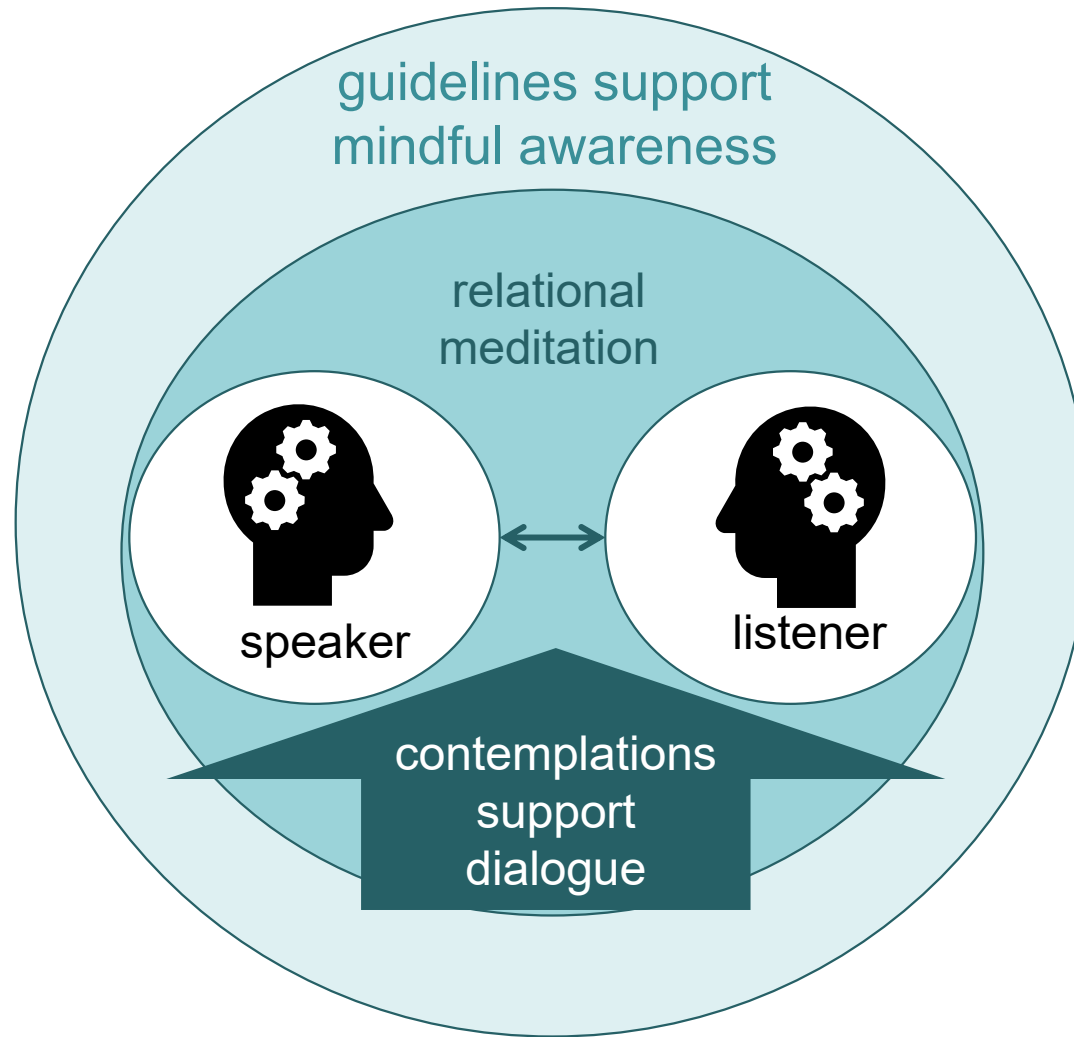 guidelines support
mindful awareness
relational
meditation
speaker
listener
contemplations
support
dialogue